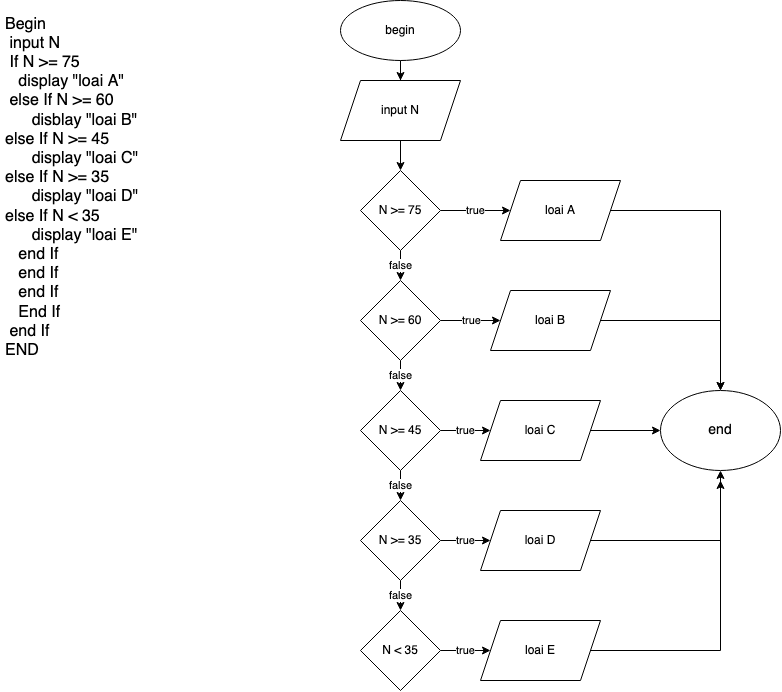 Begin
input N
If N >= 75
display "loai A"
else If N >= 60
disblay "loai B"
else If N >= 45
display "loai C"
else If N >= 35
display "loai D"
else If N < 35
display "loai E"
end If
end If
end If
End If
end If
END
begin
input N
N >= 75
true
loai A
false
N >= 60
true
loai B
false
N >= 45
true
loai C
end
false
N >= 35
true
loai D
false
N < 35
true
loai E